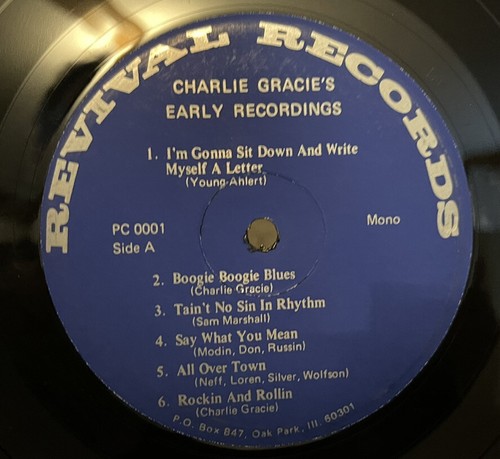 REVIVAL RECORDS
CHARLIE GRACIE'S
EARLY RECORDINGS
1. I'm Gonna Sit Down And Write
Myself A Letter
(Young-Ahlert)
PC 0001
Side A
Mono
2. Boogie Boogie Blues
(Charlie Gracie)
3. Tain't No Sin In Rhythm
(Sam Marshall)
4. Say What You Mean
(Modin, Don, Russin)
5. All Over Town
(Neff, Loren, Silver, Wolfson)
6. Rockin And Rollin
(Charlie Gracie)
P.O. Box 847, Oak Park, Ill. 60301